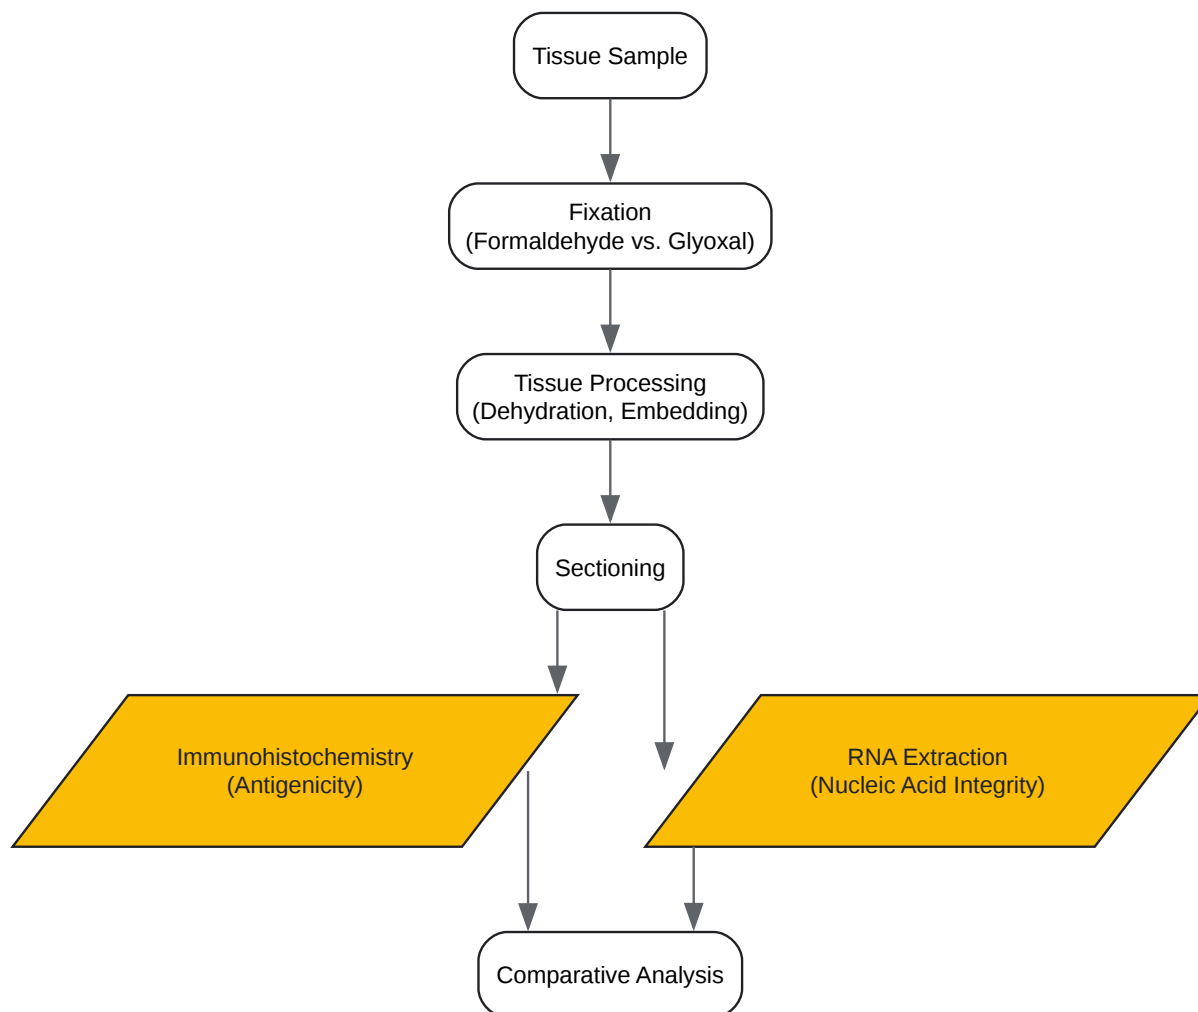 Tissue Sample
Fixation
(Formaldehyde vs. Glyoxal)
Tissue Processing
(Dehydration, Embedding)
Sectioning
Immunohistochemistry
(Antigenicity)
RNA Extraction
(Nucleic Acid Integrity)
Comparative Analysis